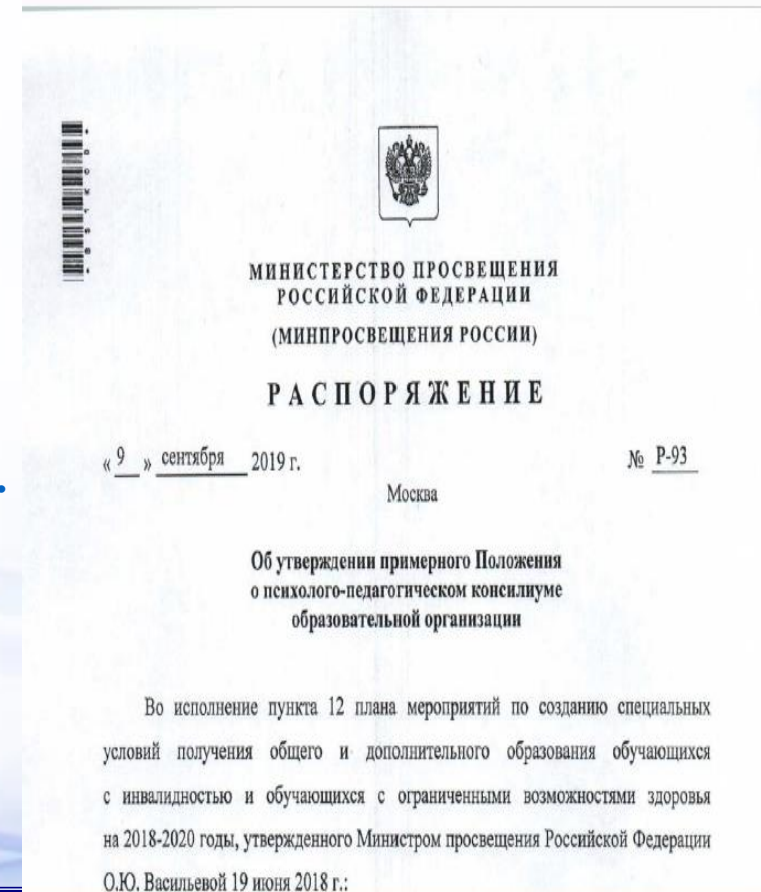 МИНИСТЕРСТВО ПРОСВЕЩЕНИЯ
РОССИЙСКОЙ ФЕДЕРАЦИИ
(МИНПРОСВЕЩЕНИЯ РОССИИ)
РАСПОРЯЖЕНИЕ
« 9 » сентября 2019 г. № Р-93
Москва
Об утверждении примерного Положения
о психолого-педагогическом консилиуме
образовательной организации
Во исполнение пункта 12 плана мероприятий по созданию специальных
условий получения общего и дополнительного образования обучающихся
с инвалидностью и обучающихся с ограниченными возможностями здоровья
на 2018-2020 годы, утвержденного Министром просвещения Российской Федерации
О.Ю. Васильевой 19 июня 2018 г.: